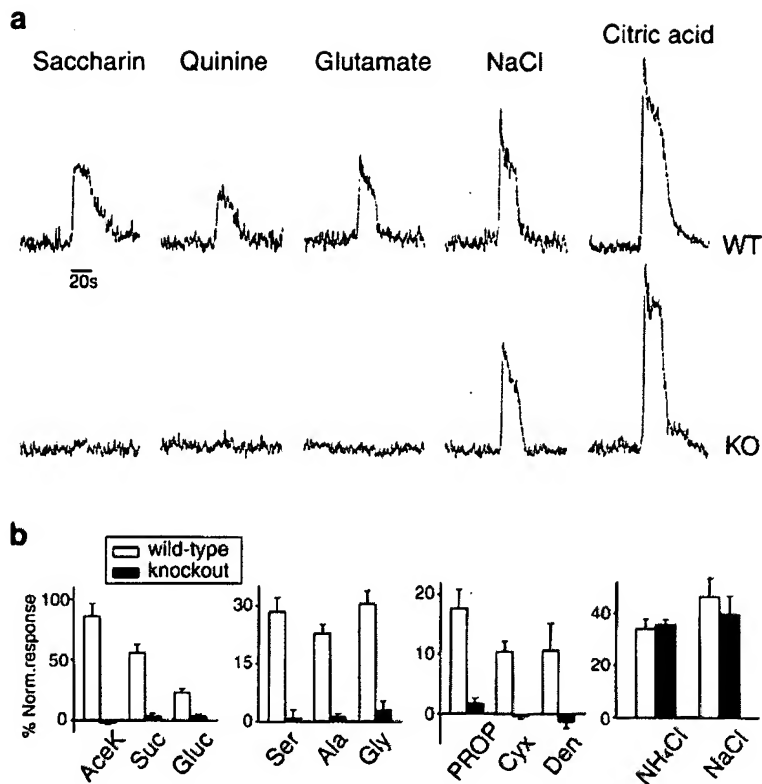 a
Saccharin Quinine Glutamate NaCl Citric acid
WT
20s
KO
b
wild-type
knockout
% Norm.response
100
50
0
AceK Suc Gluc
30
15
0
Ser Ala Gly
20
10
0
PROP Cyx Den
40
20
0
NH₄Cl NaCl